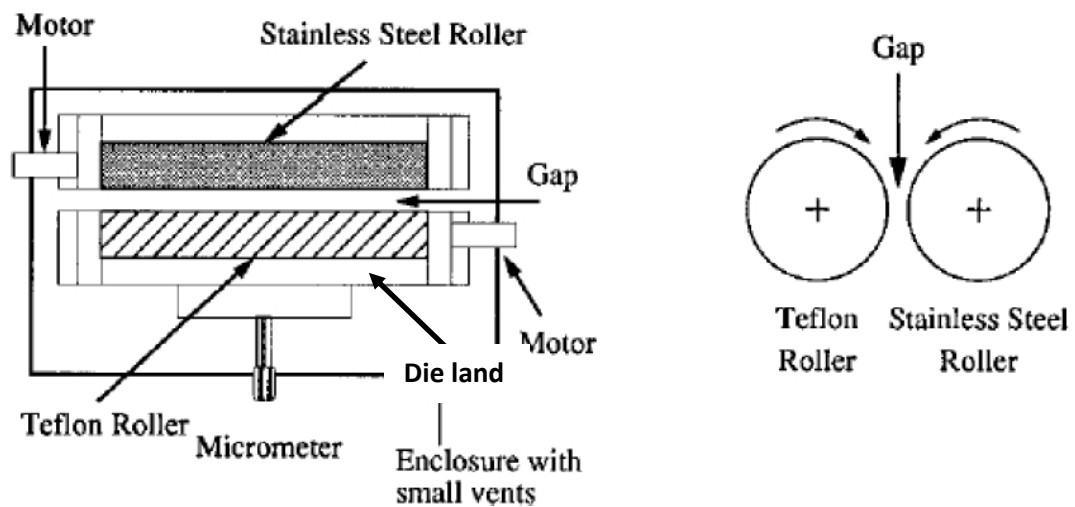 Motor
Stainless Steel Roller
Gap
Motor
Die land
Teflon Roller
Micrometer
Enclosure with
small vents
Gap
Teflon
Roller
Stainless Steel
Roller